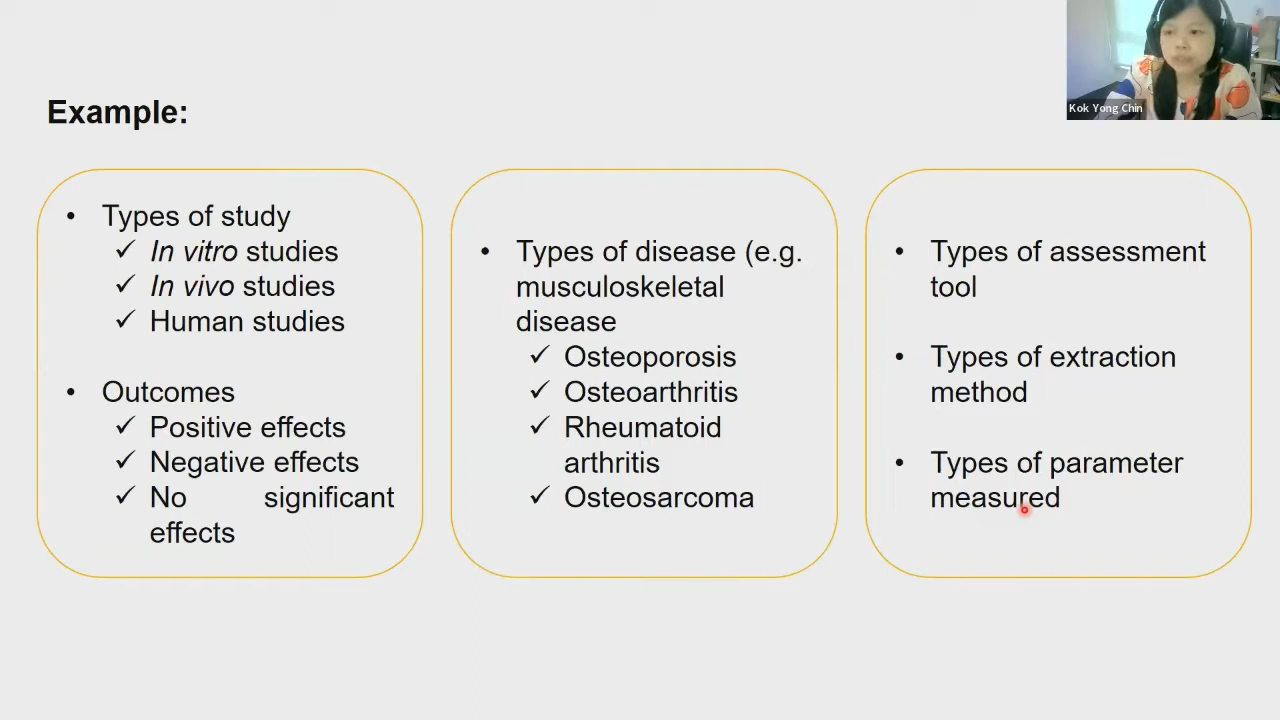 Kok Yong Chin
Example:
• Types of study
✓ In vitro studies
✓ In vivo studies
✓ Human studies
• Outcomes
✓ Positive effects
✓ Negative effects
✓ No significant
effects
• Types of disease (e.g.
musculoskeletal
disease
✓ Osteoporosis
✓ Osteoarthritis
✓ Rheumatoid
arthritis
✓ Osteosarcoma
• Types of assessment
tool
• Types of extraction
method
• Types of parameter
measured